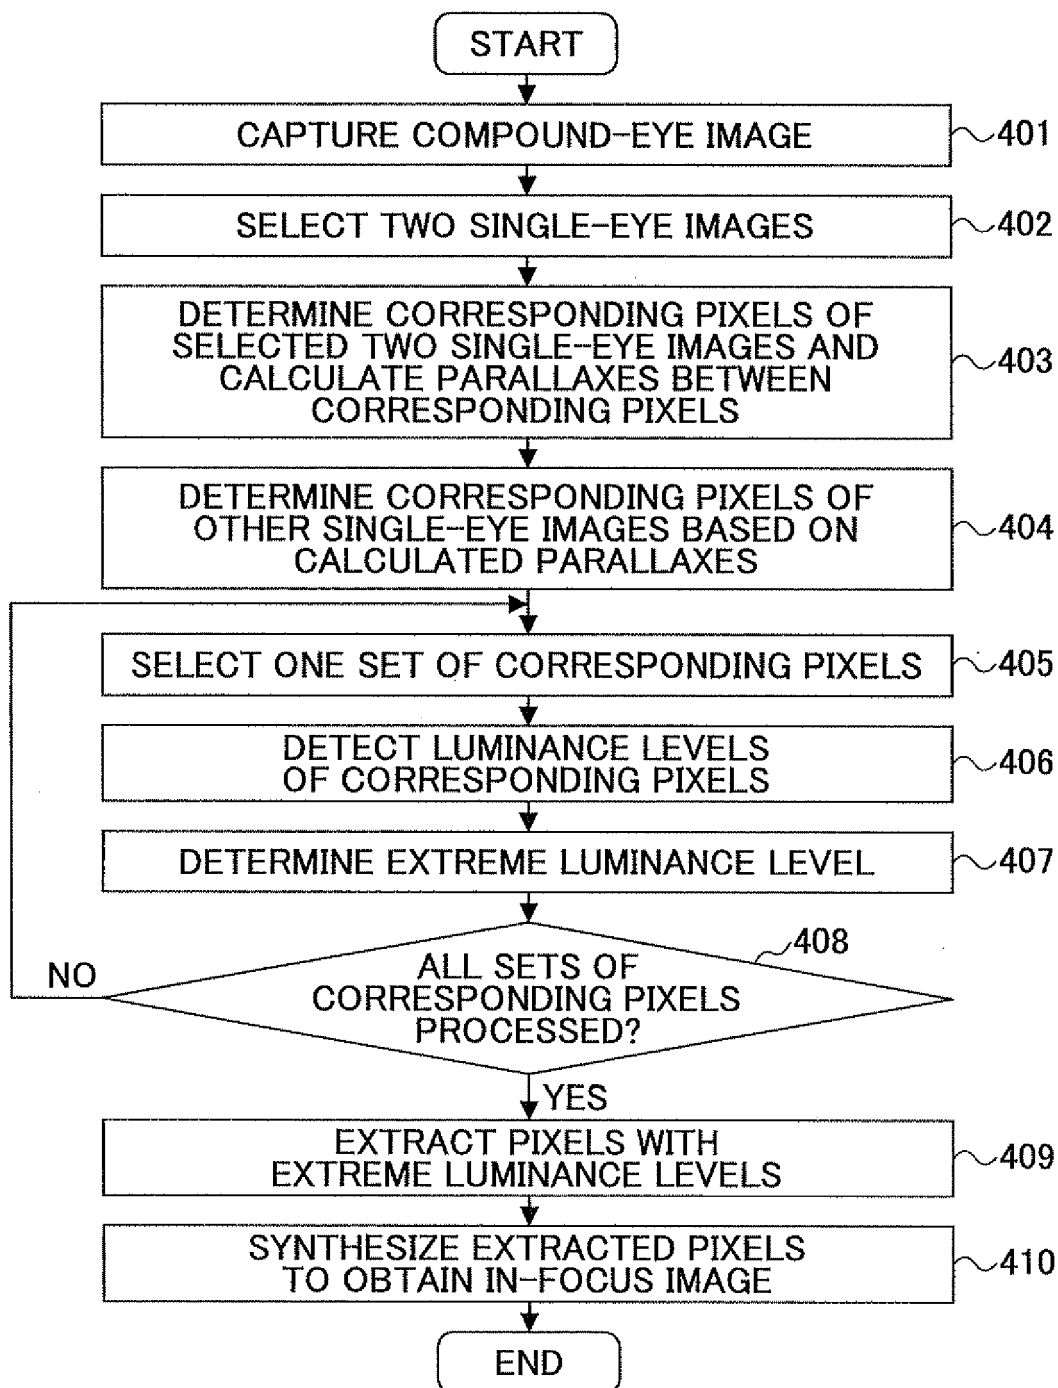 START
CAPTURE COMPOUND-EYE IMAGE
401
SELECT TWO SINGLE-EYE IMAGES
402
DETERMINE CORRESPONDING PIXELS OF
SELECTED TWO SINGLE-EYE IMAGES AND
CALCULATE PARALLAXES BETWEEN
CORRESPONDING PIXELS
403
DETERMINE CORRESPONDING PIXELS OF
OTHER SINGLE-EYE IMAGES BASED ON
CALCULATED PARALLAXES
404
SELECT ONE SET OF CORRESPONDING PIXELS
405
DETECT LUMINANCE LEVELS
OF CORRESPONDING PIXELS
406
DETERMINE EXTREME LUMINANCE LEVEL
407
408
NO
ALL SETS OF
CORRESPONDING PIXELS
PROCESSED?
YES
EXTRACT PIXELS WITH
EXTREME LUMINANCE LEVELS
409
SYNTHESIZE EXTRACTED PIXELS
TO OBTAIN IN-FOCUS IMAGE
410
END